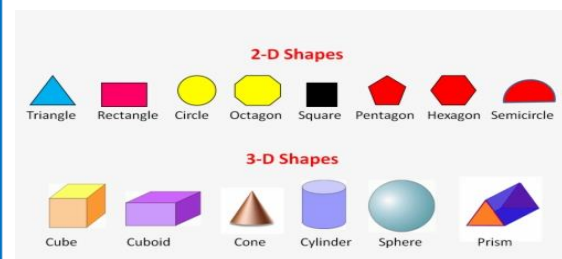 2-D Shapes
Triangle Rectangle Circle Octagon Square Pentagon Hexagon Semicircle
3-D Shapes
Cube Cuboid Cone Cylinder Sphere Prism